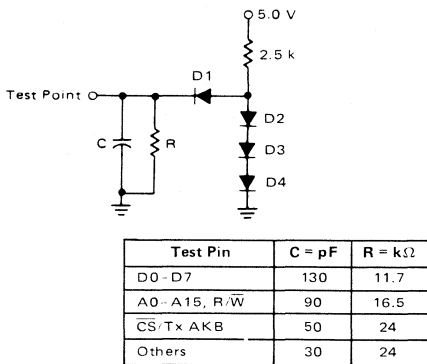 5.0 V
2.5 k
D1
Test Point
D2
C
R
D3
D4
Test Pin C = pF R = kΩ
D0-D7 130 11.7
A0-A15, R/W̅ 90 16.5
C̅S̅/Tx AKB 50 24
Others 30 24